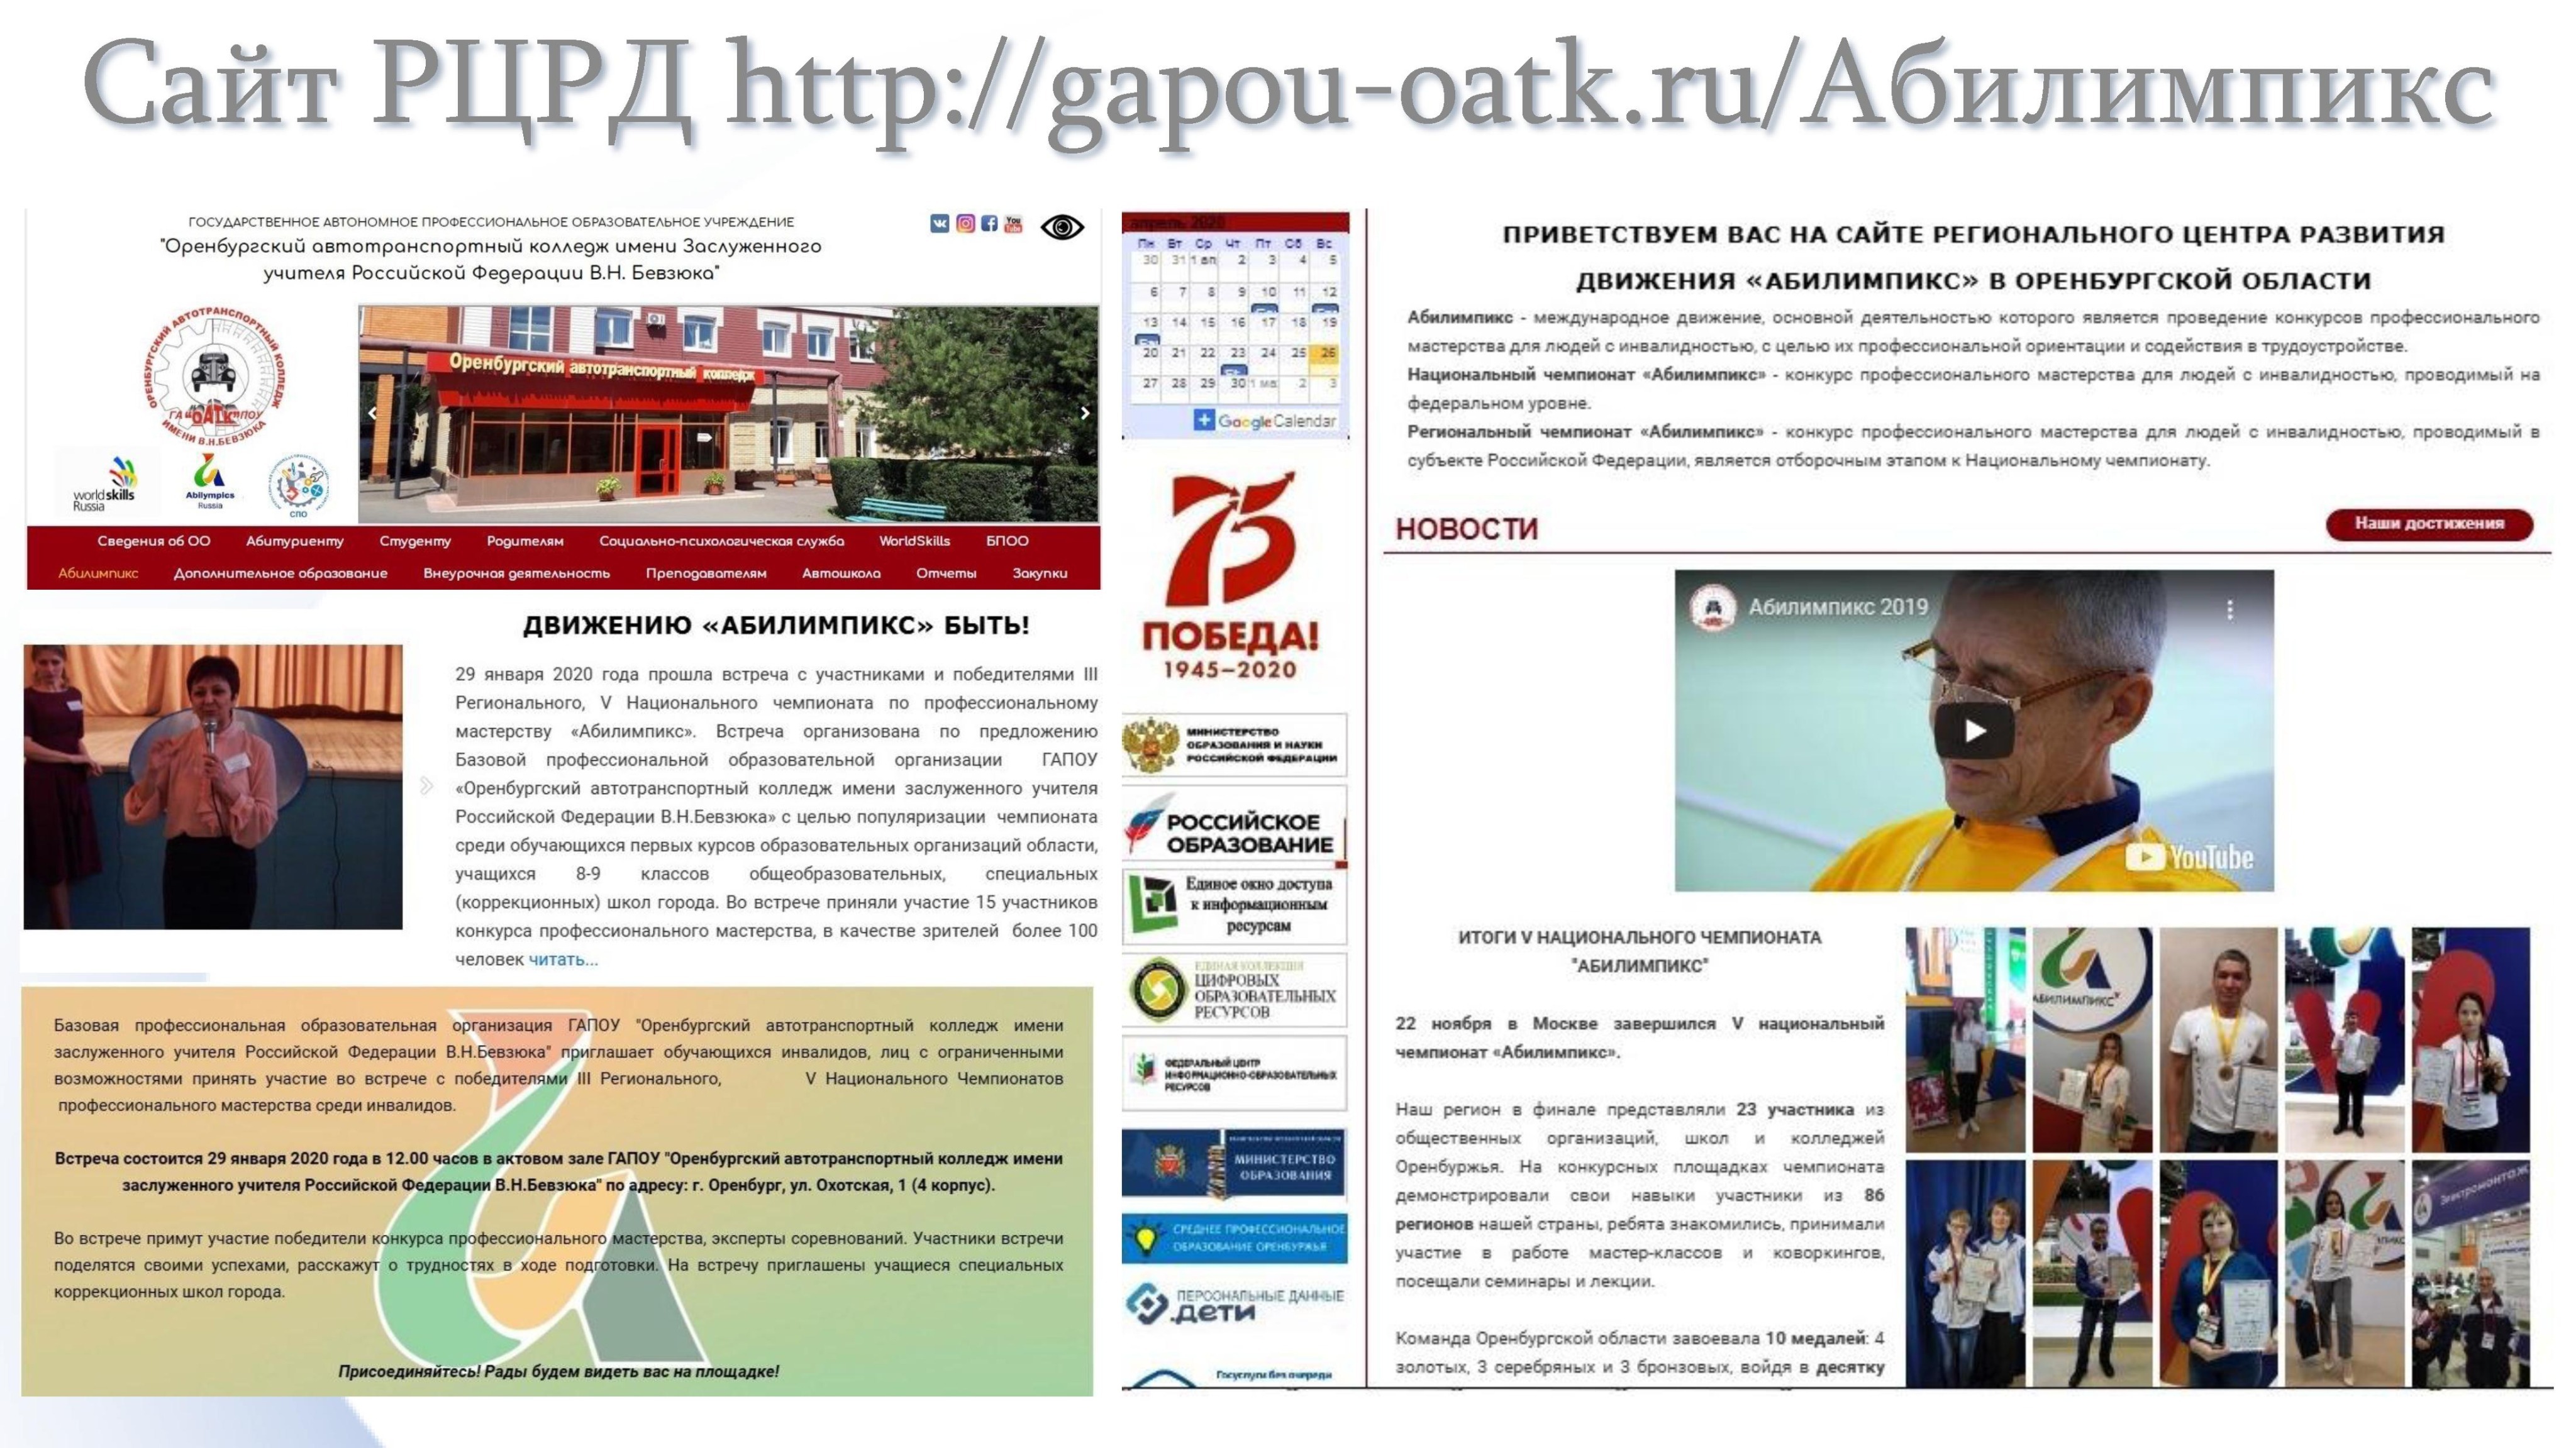 Сайт РЦРД http://gapou-oatk.ru/Абилимпикс
ГОСУДАРСТВЕННОЕ АВТОНОМНОЕ ПРОФЕССИОНАЛЬНОЕ ОБРАЗОВАТЕЛЬНОЕ УЧРЕЖДЕНИЕ
"Оренбургский автотранспортный колледж имени Заслуженного
учителя Российской Федерации В.Н. Бевзюка"
You Tube
ОРЕНБУРГСКИЙ АВТОТРАНСПОРТНЫЙ КОЛЛЕДЖ
ОАТК
ИМЕНИ В.Н.БЕВЗЮКА
Оренбургский автотранспортный колледж
world skills
Russia
Abilympics
Russia
СПО
Сведения об ОО Абитуриенту Студенту Родителям Социально-психологическая служба WorldSkills БПОО
Абилимпикс Дополнительное образование Внеурочная деятельность Преподавателям Автошкола Отчеты Закупки
ДВИЖЕНИЮ «АБИЛИМПИКС» БЫТЬ!
29 января 2020 года прошла встреча с участниками и победителями III
Регионального, V Национального чемпионата по профессиональному
мастерству «Абилимпикс». Встреча организована по предложению
Базовой профессиональной образовательной организации ГАПОУ
«Оренбургский автотранспортный колледж имени заслуженного учителя
Российской Федерации В.Н.Бевзюка» с целью популяризации чемпионата
среди обучающихся первых курсов образовательных организаций области,
учащихся 8-9 классов общеобразовательных, специальных
(коррекционных) школ города. Во встрече приняли участие 15 участников
конкурса профессионального мастерства, в качестве зрителей более 100
человек читать...
Базовая профессиональная образовательная организация ГАПОУ "Оренбургский автотранспортный колледж имени
заслуженного учителя Российской Федерации В.Н.Бевзюка" приглашает обучающихся инвалидов, лиц с ограниченными
возможностями принять участие во встрече с победителями III Регионального, V Национального Чемпионатов
профессионального мастерства среди инвалидов.
Встреча состоится 29 января 2020 года в 12.00 часов в актовом зале ГАПОУ "Оренбургский автотранспортный колледж имени
заслуженного учителя Российской Федерации В.Н.Бевзюка" по адресу: г. Оренбург, ул. Охотская, 1 (4 корпус).
Во встрече примут участие победители конкурса профессионального мастерства, эксперты соревнований. Участники встречи
поделятся своими успехами, расскажут о трудностях в ходе подготовки. На встречу приглашены учащиеся специальных
коррекционных школ города.
Присоединяйтесь! Рады будем видеть вас на площадке!
апрель 2020
Пн Вт Ср Чт Пт Сб Вс
30 31 1 ап 2 3 4 5
6 7 8 9 10 11 12
13 14 15 16 17 18 19
20 21 22 23 24 25 26
27 28 29 30 1 ма 2 3
Google Calendar
75
ПОБЕДА!
1945–2020
МИНИСТЕРСТВО
ОБРАЗОВАНИЯ И НАУКИ
РОССИЙСКОЙ ФЕДЕРАЦИИ
РОССИЙСКОЕ
ОБРАЗОВАНИЕ
Единое окно доступа
к информационным
ресурсам
ЕДИНАЯ КОЛЛЕКЦИЯ
ЦИФРОВЫХ
ОБРАЗОВАТЕЛЬНЫХ
РЕСУРСОВ
ФЕДЕРАЛЬНЫЙ ЦЕНТР
ИНФОРМАЦИОННО-ОБРАЗОВАТЕЛЬНЫХ
РЕСУРСОВ
МИНИСТЕРСТВО
ОБРАЗОВАНИЯ
СРЕДНЕЕ ПРОФЕССИОНАЛЬНОЕ
ОБРАЗОВАНИЕ ОРЕНБУРЖЬЯ
ПЕРСОНАЛЬНЫЕ ДАННЫЕ
.ДЕТИ
Госуслуги без очереди
ПРИВЕТСТВУЕМ ВАС НА САЙТЕ РЕГИОНАЛЬНОГО ЦЕНТРА РАЗВИТИЯ
ДВИЖЕНИЯ «АБИЛИМПИКС» В ОРЕНБУРГСКОЙ ОБЛАСТИ
Абилимпикс - международное движение, основной деятельностью которого является проведение конкурсов профессионального
мастерства для людей с инвалидностью, с целью их профессиональной ориентации и содействия в трудоустройстве.
Национальный чемпионат «Абилимпикс» - конкурс профессионального мастерства для людей с инвалидностью, проводимый на
федеральном уровне.
Региональный чемпионат «Абилимпикс» - конкурс профессионального мастерства для людей с инвалидностью, проводимый в
субъекте Российской Федерации, является отборочным этапом к Национальному чемпионату.
НОВОСТИ
Наши достижения
Абилимпикс 2019
YouTube
ИТОГИ V НАЦИОНАЛЬНОГО ЧЕМПИОНАТА
"АБИЛИМПИКС"
22 ноября в Москве завершился V национальный
чемпионат «Абилимпикс».
Наш регион в финале представляли 23 участника из
общественных организаций, школ и колледжей
Оренбуржья. На конкурсных площадках чемпионата
демонстрировали свои навыки участники из 86
регионов нашей страны, ребята знакомились, принимали
участие в работе мастер-классов и коворкингов,
посещали семинары и лекции.
Команда Оренбургской области завоевала 10 медалей: 4
золотых, 3 серебряных и 3 бронзовых, войдя в десятку
АБИЛИМПИКС
Электромонтаж